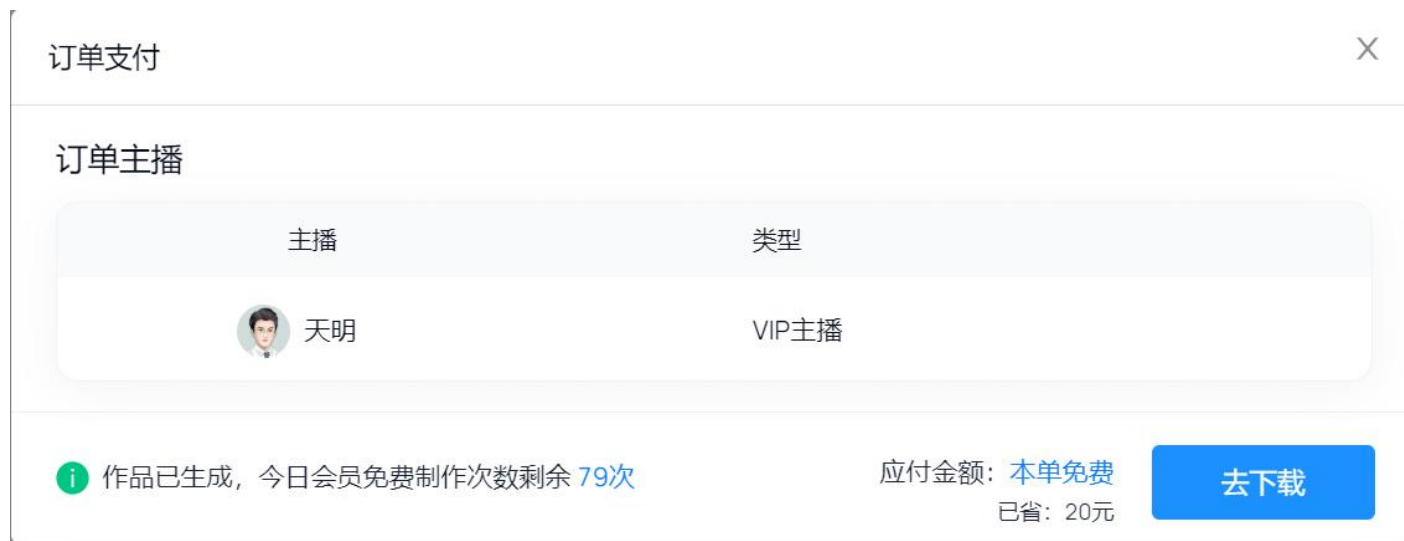 订单支付
X
订单主播
主播 类型
天明 VIP主播
作品已生成，今日会员免费制作次数剩余 79次
应付金额：本单免费
已省：20元
去下载